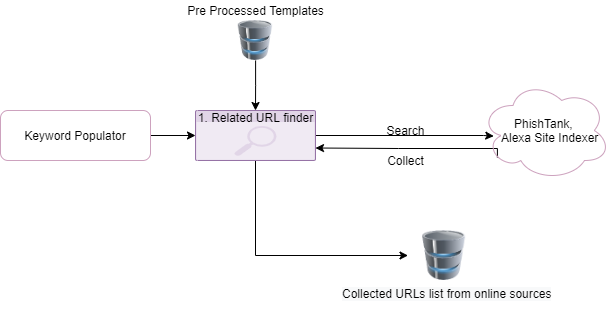 Pre Processed Templates
1. Related URL finder
Keyword Populator
Search
Collect
PhishTank,
Alexa Site Indexer
Collected URLs list from online sources